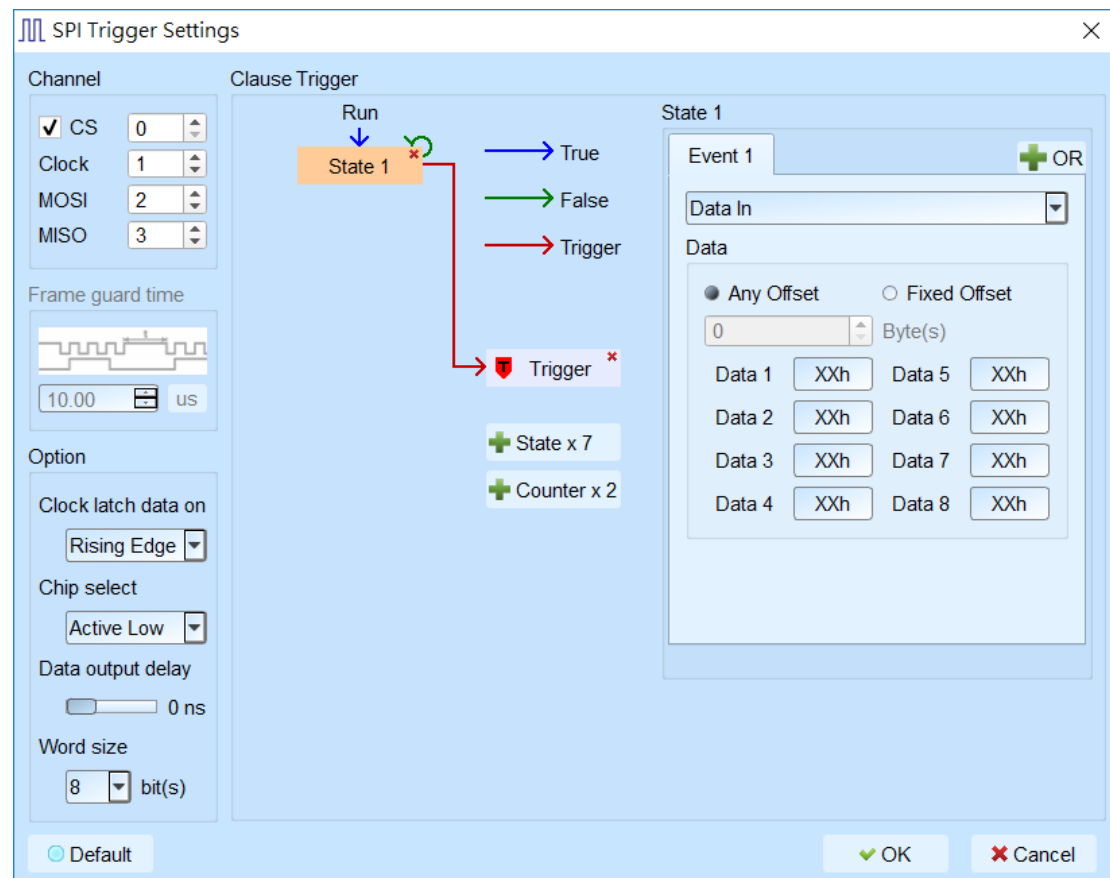 SPI Trigger Settings
Channel
CS 0
Clock 1
MOSI 2
MISO 3
Frame guard time
t
10.00 us
Option
Clock latch data on
Rising Edge
Chip select
Active Low
Data output delay
0 ns
Word size
8 bit(s)
Clause Trigger
Run
State 1
True
False
Trigger
T Trigger
State x 7
Counter x 2
State 1
Event 1
OR
Data In
Data
Any Offset Fixed Offset
0 Byte(s)
Data 1 XXh Data 5 XXh
Data 2 XXh Data 6 XXh
Data 3 XXh Data 7 XXh
Data 4 XXh Data 8 XXh
Default
OK
Cancel